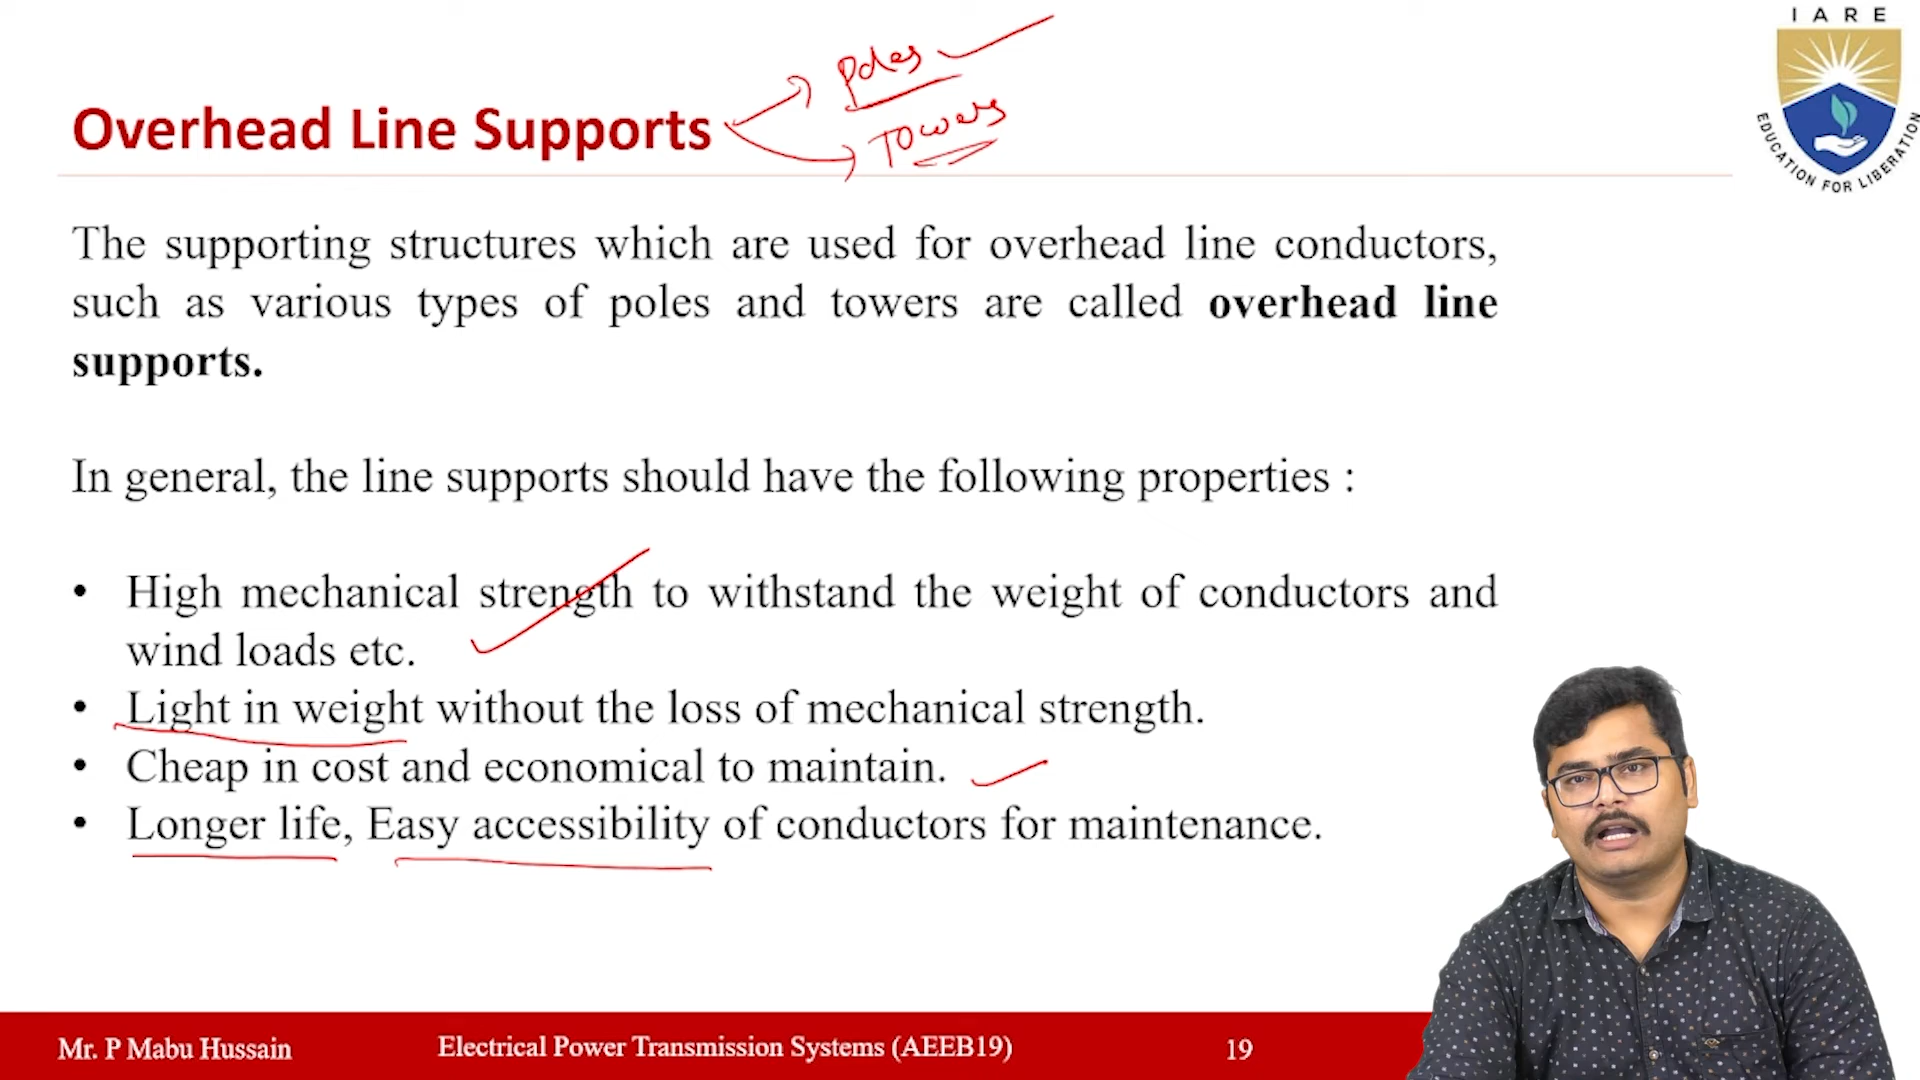 IARE
EDUCATION FOR LIBERATION
Poles
Towers
Overhead Line Supports
The supporting structures which are used for overhead line conductors,
such as various types of poles and towers are called overhead line
supports.
In general, the line supports should have the following properties :
• High mechanical strength to withstand the weight of conductors and
wind loads etc.
• Light in weight without the loss of mechanical strength.
• Cheap in cost and economical to maintain.
• Longer life, Easy accessibility of conductors for maintenance.
Mr. P Mabu Hussain
Electrical Power Transmission Systems (AEEB19)
19